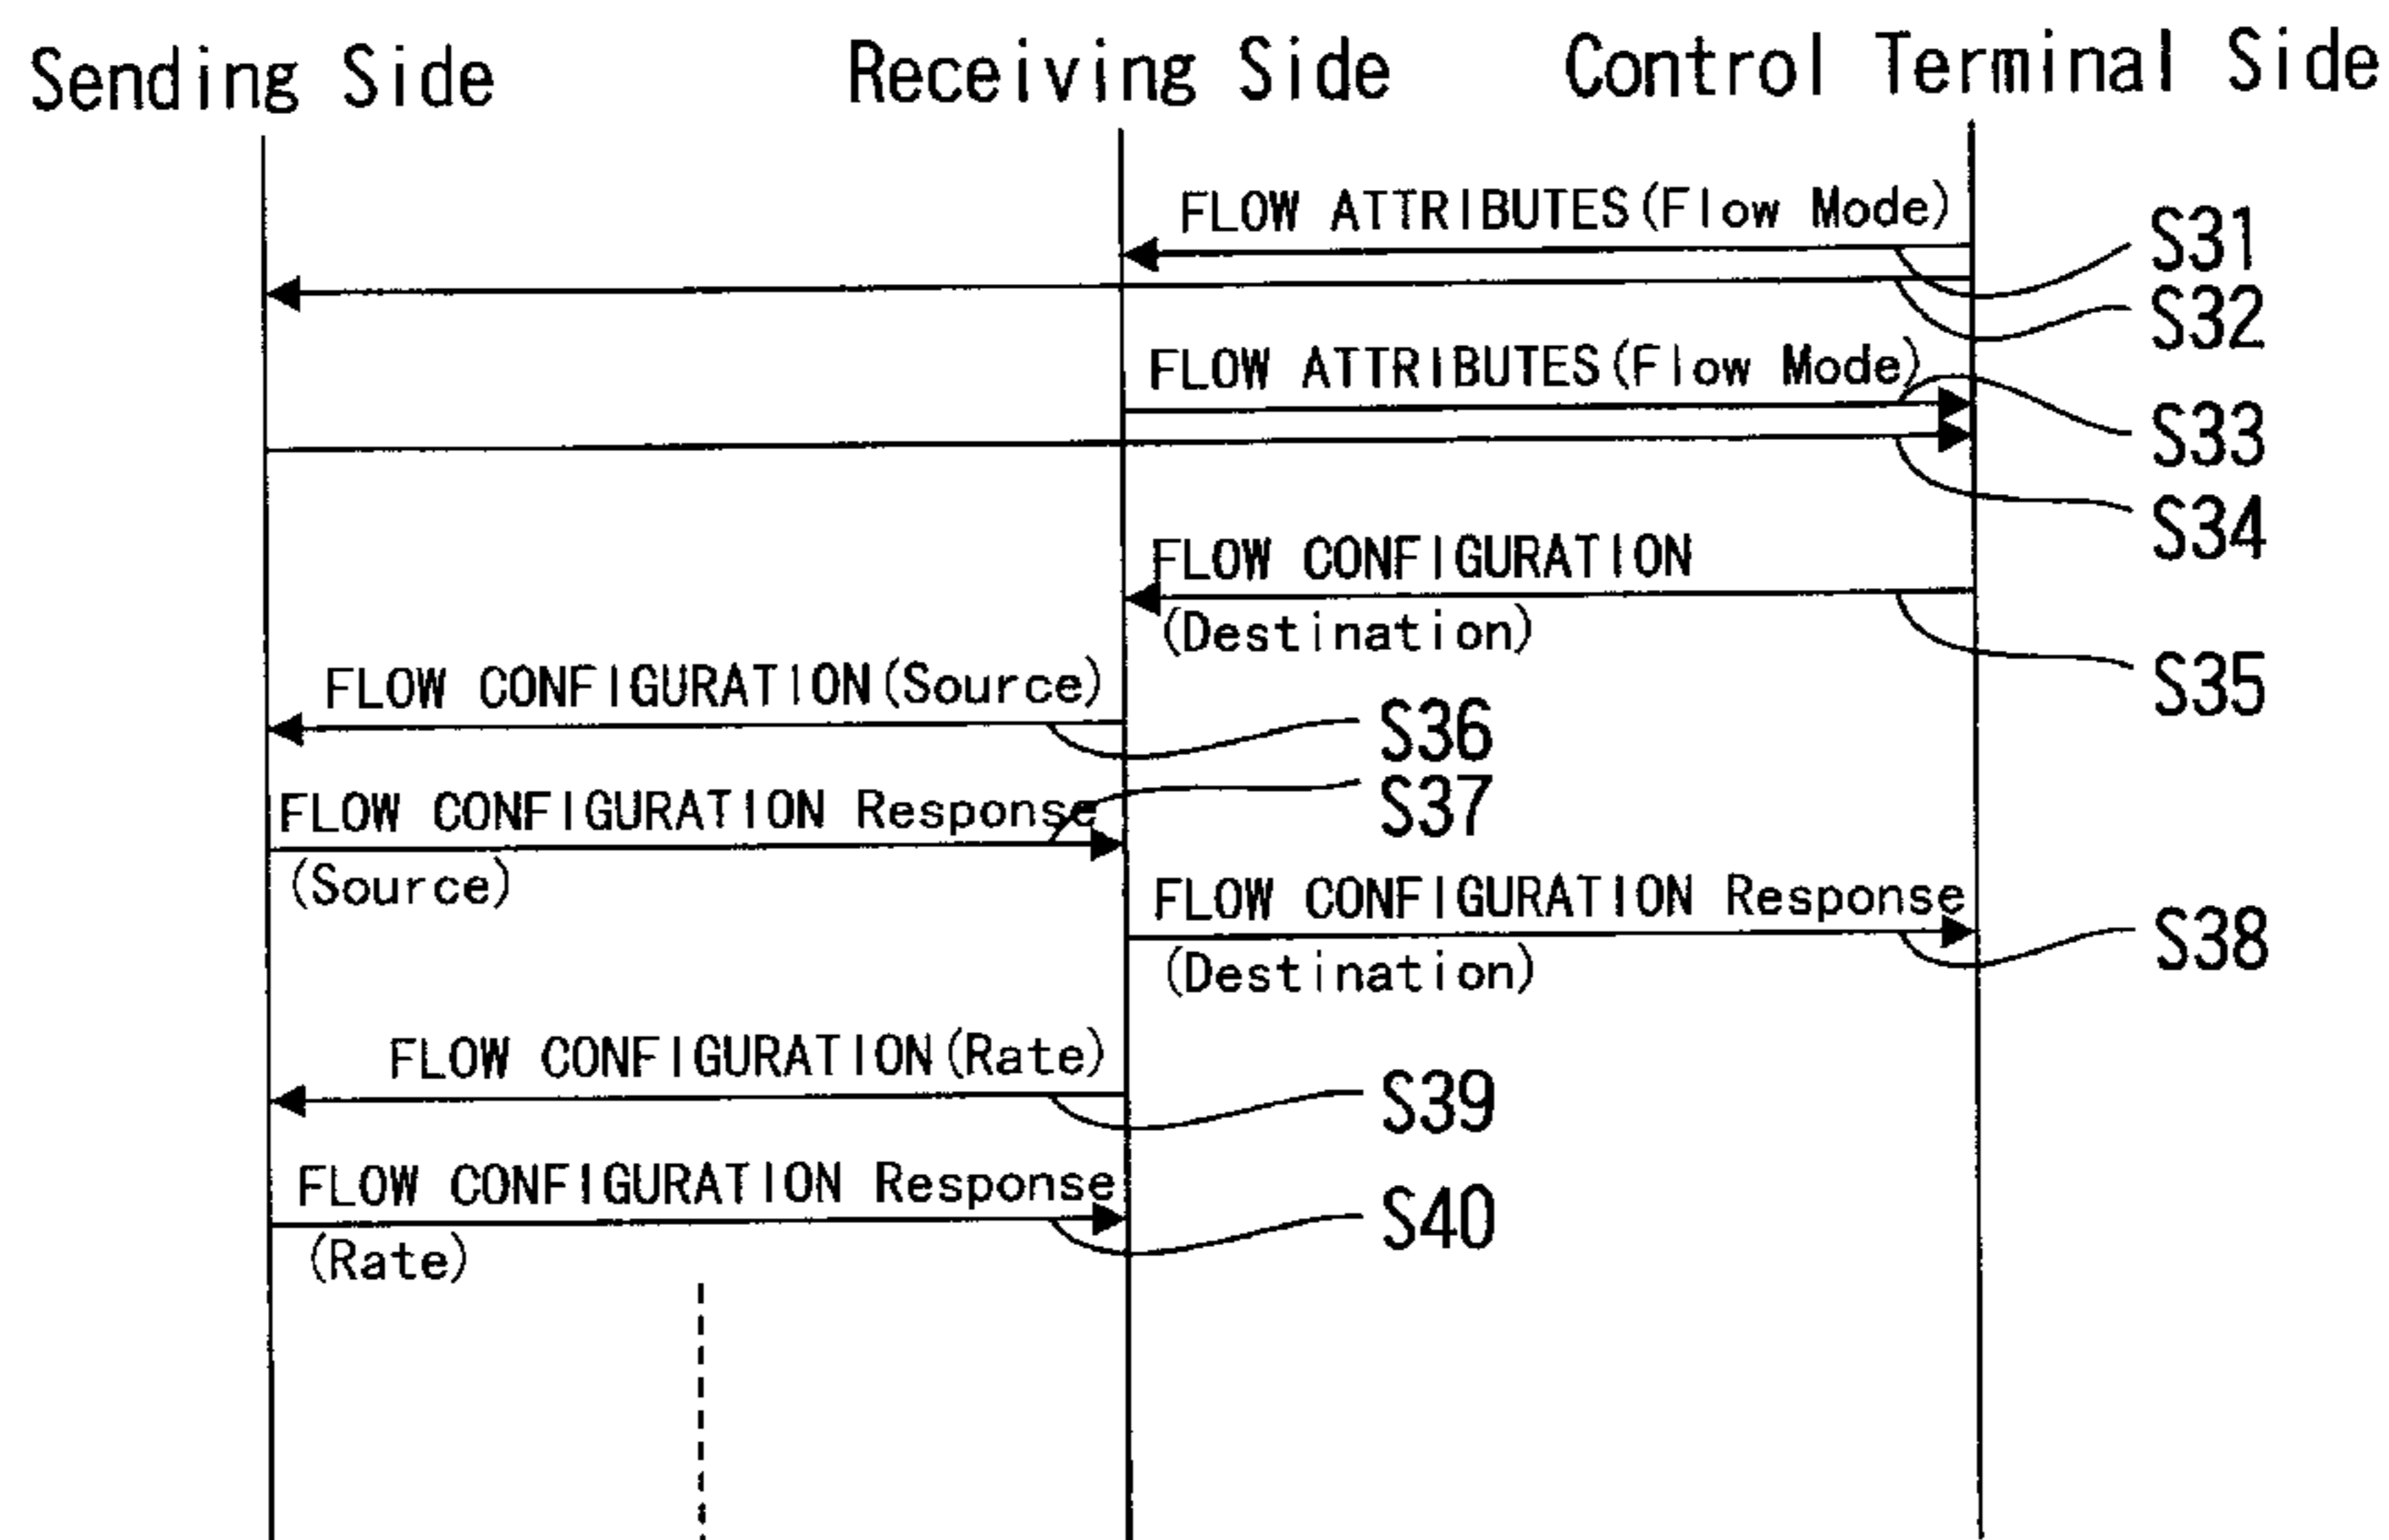 Sending Side
Receiving Side
Control Terminal Side
FLOW ATTRIBUTES(Flow Mode)
S31
S32
FLOW ATTRIBUTES(Flow Mode)
S33
S34
FLOW CONFIGURATION
(Destination)
S35
FLOW CONFIGURATION(Source)
S36
FLOW CONFIGURATION Response
(Source)
S37
FLOW CONFIGURATION Response
(Destination)
S38
FLOW CONFIGURATION(Rate)
S39
FLOW CONFIGURATION Response
(Rate)
S40